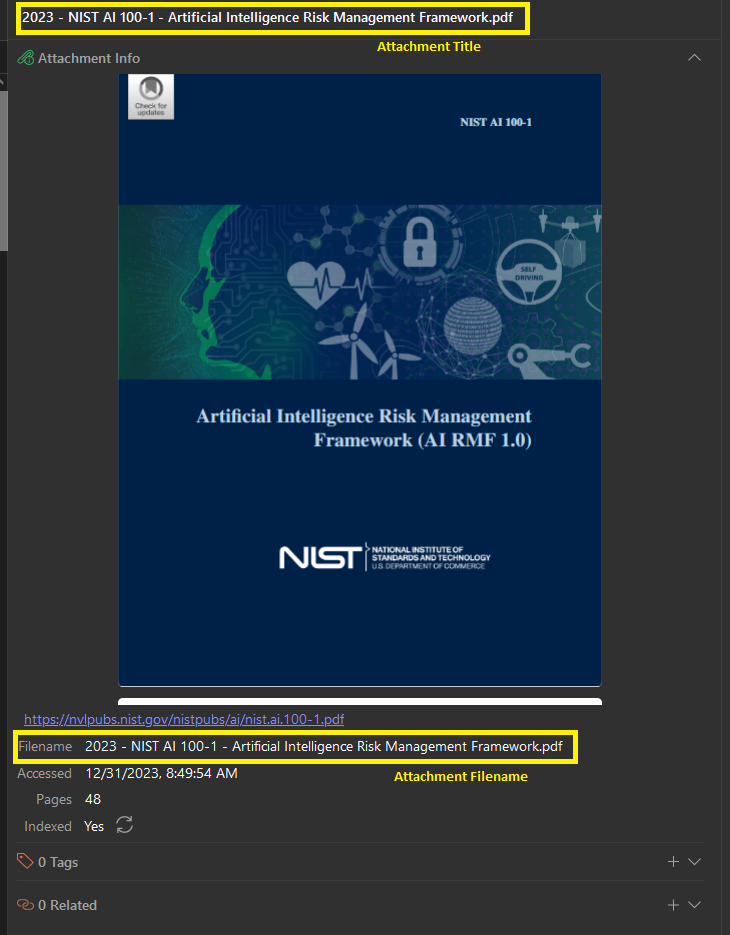 2023 - NIST AI 100-1 - Artificial Intelligence Risk Management Framework.pdf
Attachment Title
Attachment Info
Check for
updates
NIST AI 100-1
SELF
DRIVING
Artificial Intelligence Risk Management
Framework (AI RMF 1.0)
NIST
NATIONAL INSTITUTE OF
STANDARDS AND TECHNOLOGY
U.S. DEPARTMENT OF COMMERCE
https://nvlpubs.nist.gov/nistpubs/ai/nist.ai.100-1.pdf
Filename 2023 - NIST AI 100-1 - Artificial Intelligence Risk Management Framework.pdf
Accessed 12/31/2023, 8:49:54 AM
Attachment Filename
Pages 48
Indexed Yes
0 Tags
0 Related